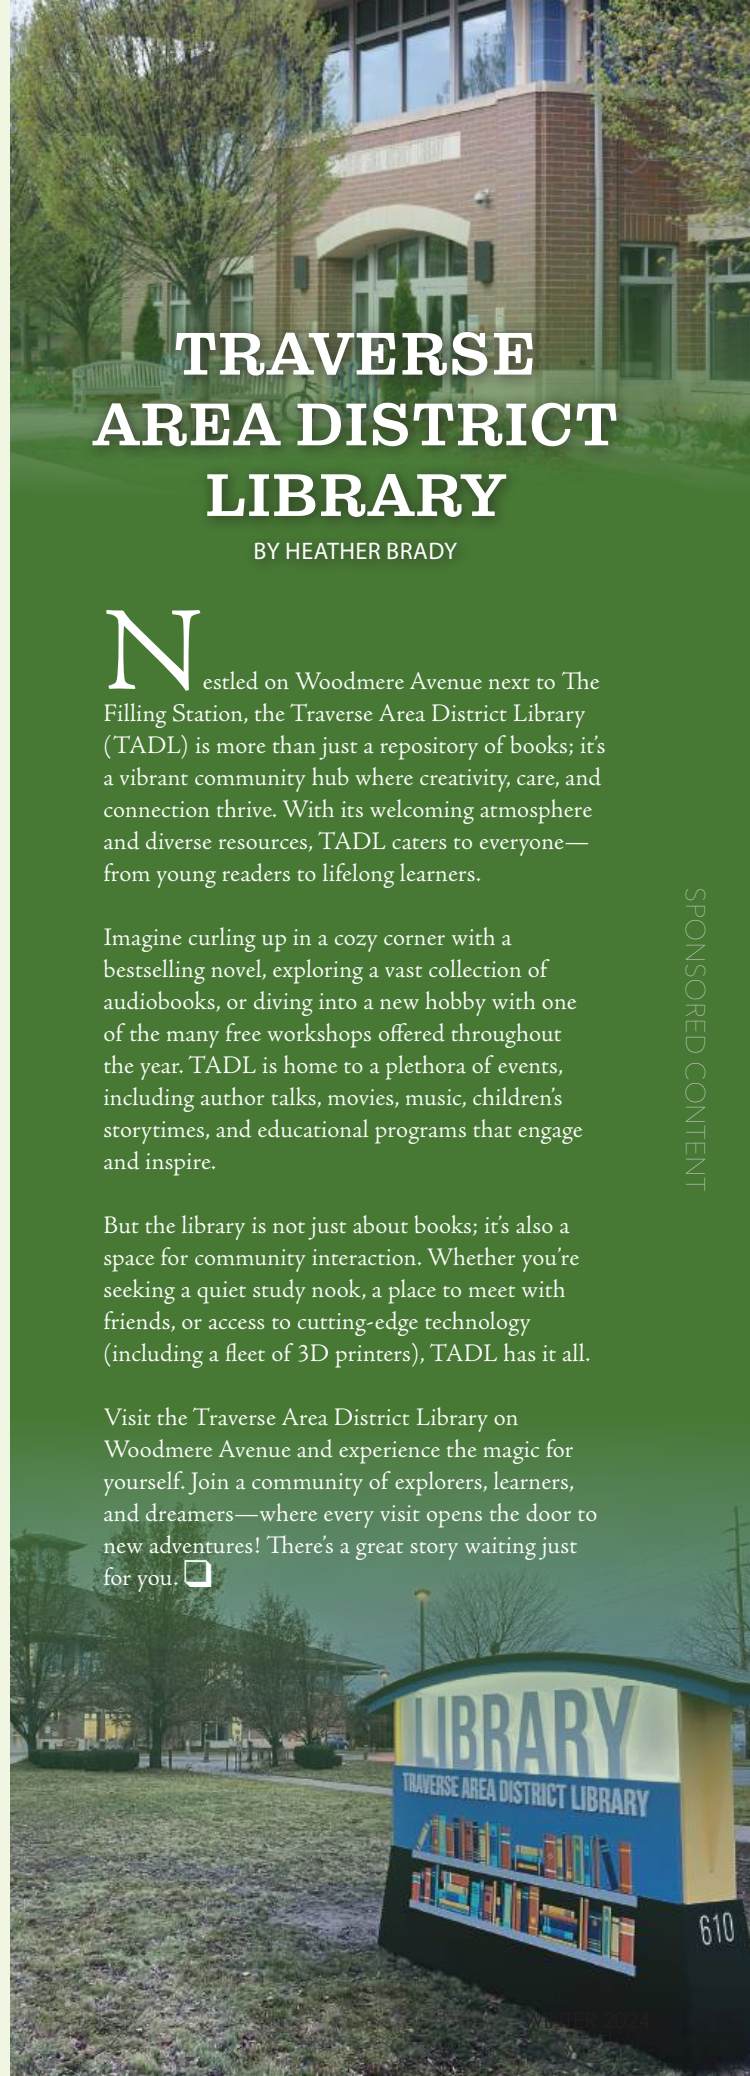 TRAVERSE
AREA DISTRICT
LIBRARY
BY HEATHER BRADY
Nestled on Woodmere Avenue next to The
Filling Station, the Traverse Area District Library
(TADL) is more than just a repository of books; it’s
a vibrant community hub where creativity, care, and
connection thrive. With its welcoming atmosphere
and diverse resources, TADL caters to everyone—
from young readers to lifelong learners.
Imagine curling up in a cozy corner with a
bestselling novel, exploring a vast collection of
audiobooks, or diving into a new hobby with one
of the many free workshops offered throughout
the year. TADL is home to a plethora of events,
including author talks, movies, music, children’s
storytimes, and educational programs that engage
and inspire.
But the library is not just about books; it’s also a
space for community interaction. Whether you’re
seeking a quiet study nook, a place to meet with
friends, or access to cutting-edge technology
(including a fleet of 3D printers), TADL has it all.
Visit the Traverse Area District Library on
Woodmere Avenue and experience the magic for
yourself. Join a community of explorers, learners,
and dreamers—where every visit opens the door to
new adventures! There’s a great story waiting just
for you. ❏
SPONSORED CONTENT
LIBRARY
TRAVERSE AREA DISTRICT LIBRARY
610
WINTER 2024